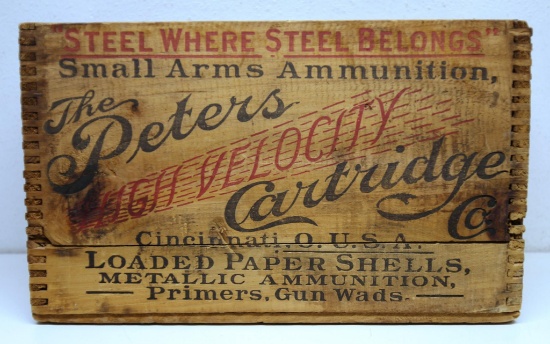 "STEEL WHERE STEEL BELONGS"
Small Arms Ammunition,
The Peters
HIGH VELOCITY
Cartridge Co.
Cincinnati, O. U.S.A.
LOADED PAPER SHELLS,
METALLIC AMMUNITION,
Primers, Gun Wads.